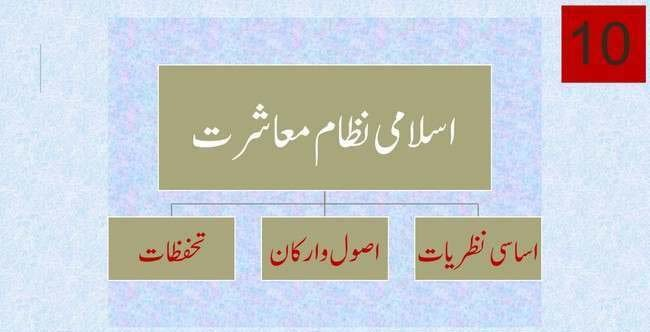 10
اسلامی نظام معاشرت
اساسی نظریات
اصول وارکان
تحفظات